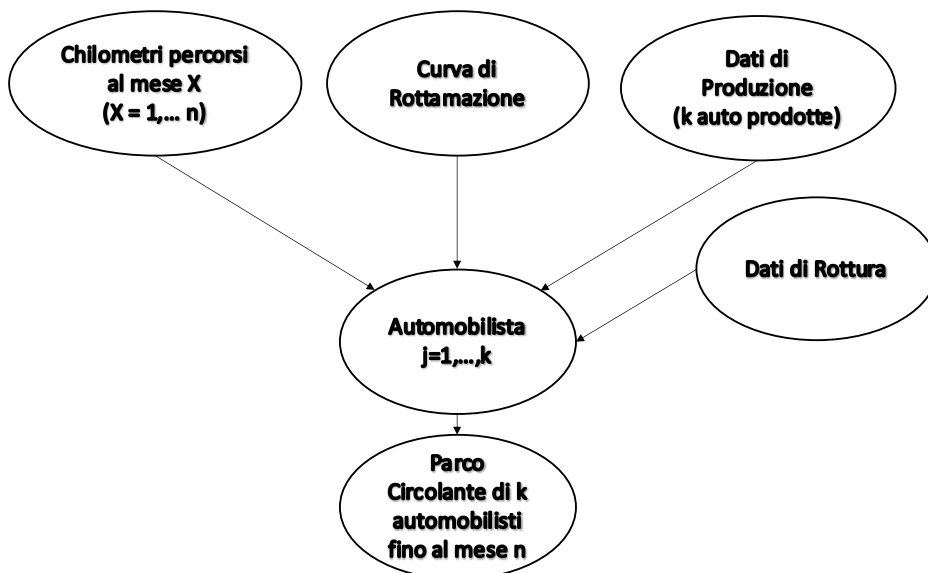 Chilometri percorsi
al mese X
(X = 1,... n)
Curva di
Rottamazione
Dati di
Produzione
(k auto prodotte)
Dati di Rottura
Automobilista
j=1,...,k
Parco
Circolante di k
automobilisti
fino al mese n